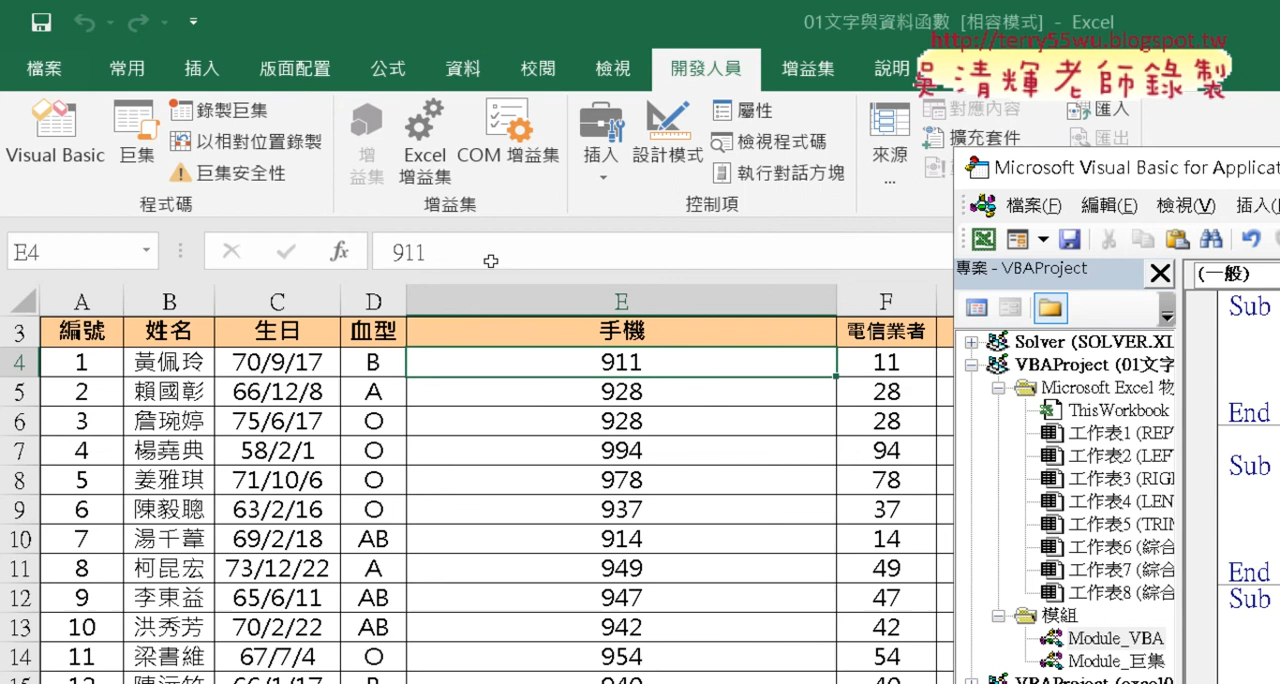 01文字與資料函數 [相容模式] - Excel
http://terry55wu.blogspot.tw
吳清輝老師錄製
檔案 常用 插入 版面配置 公式 資料 校閱 檢視 開發人員 增益集 說明
Visual Basic 巨集 錄製巨集 以相對位置錄製 巨集安全性
程式碼
增益集 Excel 增益集 COM 增益集
增益集
插入 設計模式 屬性 檢視程式碼 執行對話方塊
控制項
來源 ... 對應內容 擴充套件 匯入 匯出
E4 fx 911
A B C D E F
3 編號 姓名 生日 血型 手機 電信業者
4 1 黃佩玲 70/9/17 B 911 11
5 2 賴國彰 66/12/8 A 928 28
6 3 詹琬婷 75/6/17 O 928 28
7 4 楊堯典 58/2/1 O 994 94
8 5 姜雅琪 71/10/6 O 978 78
9 6 陳毅聰 63/2/16 O 937 37
10 7 湯千葦 69/2/18 AB 914 14
11 8 柯昆宏 73/12/22 A 949 49
12 9 李東益 65/6/11 AB 947 47
13 10 洪秀芳 70/2/22 AB 942 42
14 11 梁書維 67/7/4 O 954 54
Microsoft Visual Basic for Applicat
檔案(F) 編輯(E) 檢視(V) 插入(
專案 - VBAProject
(一般)
Solver (SOLVER.XL
VBAProject (01文字
Microsoft Excel 物
ThisWorkbook
工作表1 (REP
工作表2 (LEF
工作表3 (RIG
工作表4 (LEN
工作表5 (TRI
工作表6 (綜合
工作表7 (綜合
工作表8 (綜合
模組
Module_VBA
Module_巨集
VBAProject (excel0
Sub
End
Sub
End
Sub